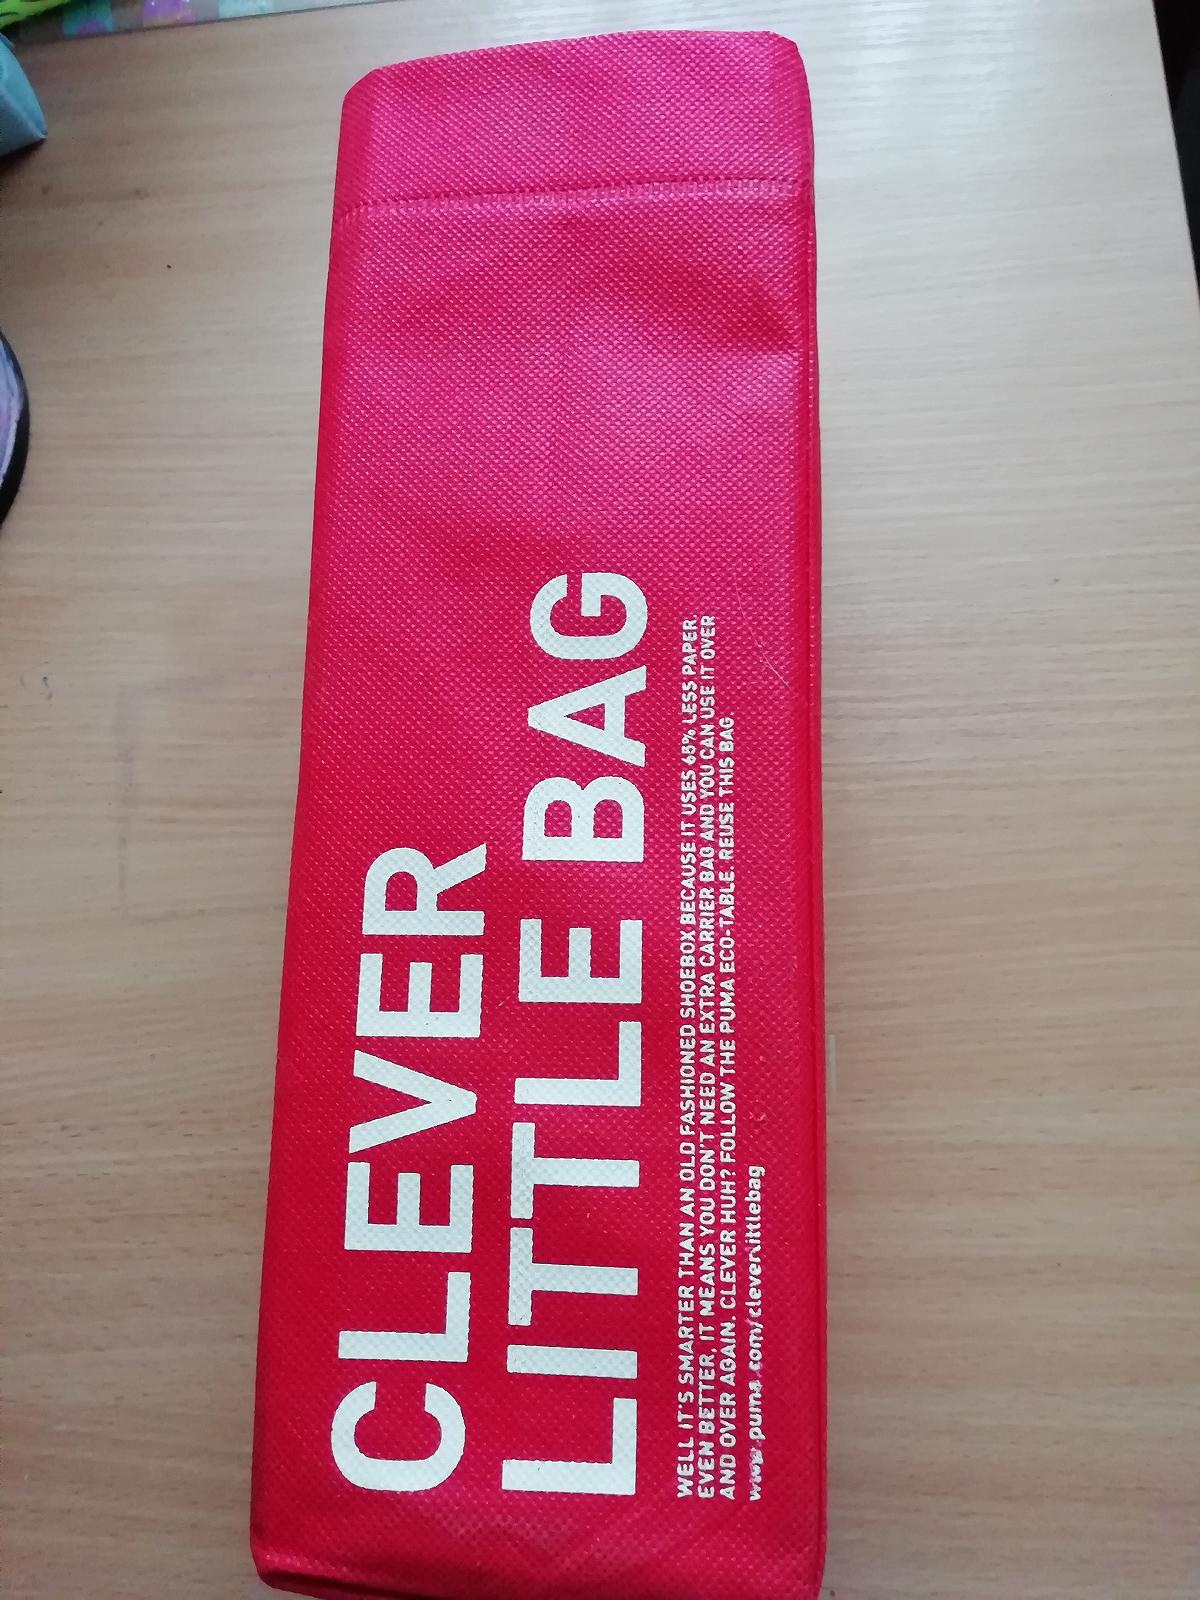 CLEVER
LITTLE BAG
WELL IT'S SMARTER THAN AN OLD FASHIONED SHOEBOX BECAUSE IT USES 65% LESS PAPER.
EVEN BETTER, IT MEANS YOU DON'T NEED AN EXTRA CARRIER BAG AND YOU CAN USE IT OVER
AND OVER AGAIN. CLEVER HUH? FOLLOW THE PUMA ECO-TABLE. REUSE THIS BAG.
www.puma.com/cleverlittlebag